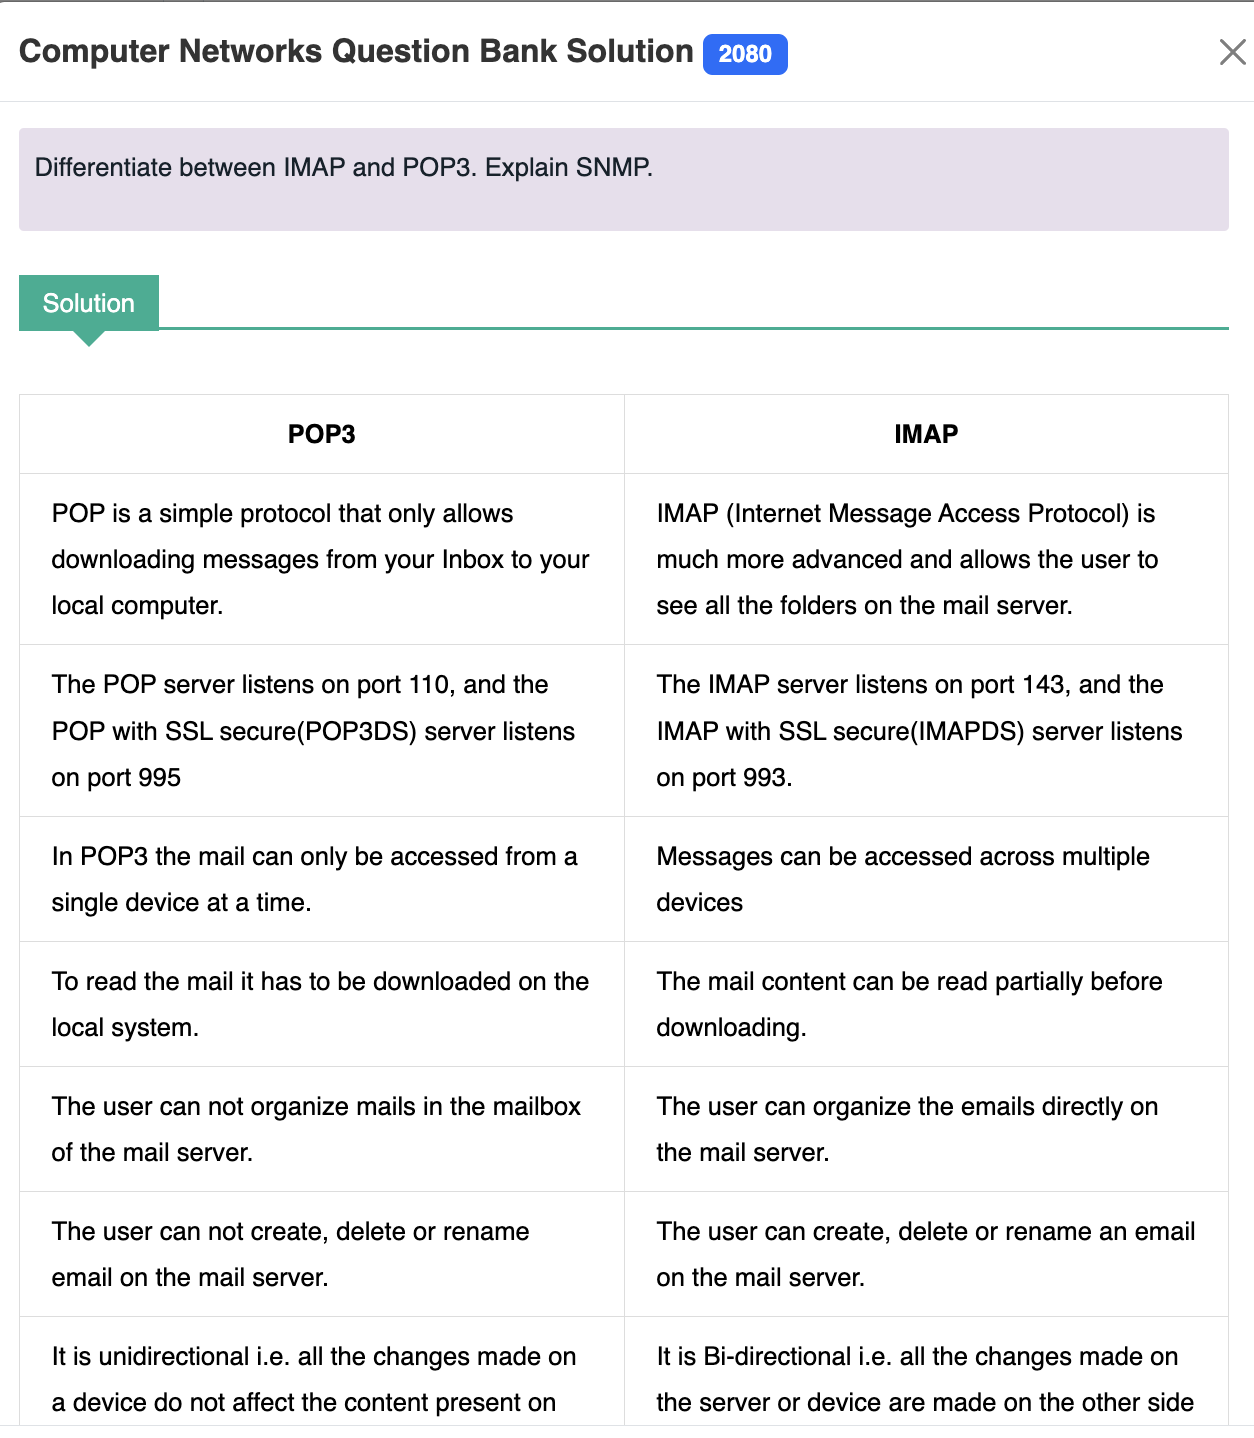 Computer Networks Question Bank Solution 2080
Differentiate between IMAP and POP3. Explain SNMP.
Solution
POP3
IMAP
POP is a simple protocol that only allows
downloading messages from your Inbox to your
local computer.
IMAP (Internet Message Access Protocol) is
much more advanced and allows the user to
see all the folders on the mail server.
The POP server listens on port 110, and the
POP with SSL secure(POP3DS) server listens
on port 995
The IMAP server listens on port 143, and the
IMAP with SSL secure(IMAPDS) server listens
on port 993.
In POP3 the mail can only be accessed from a
single device at a time.
Messages can be accessed across multiple
devices
To read the mail it has to be downloaded on the
local system.
The mail content can be read partially before
downloading.
The user can not organize mails in the mailbox
of the mail server.
The user can organize the emails directly on
the mail server.
The user can not create, delete or rename
email on the mail server.
The user can create, delete or rename an email
on the mail server.
It is unidirectional i.e. all the changes made on
a device do not affect the content present on
It is Bi-directional i.e. all the changes made on
the server or device are made on the other side